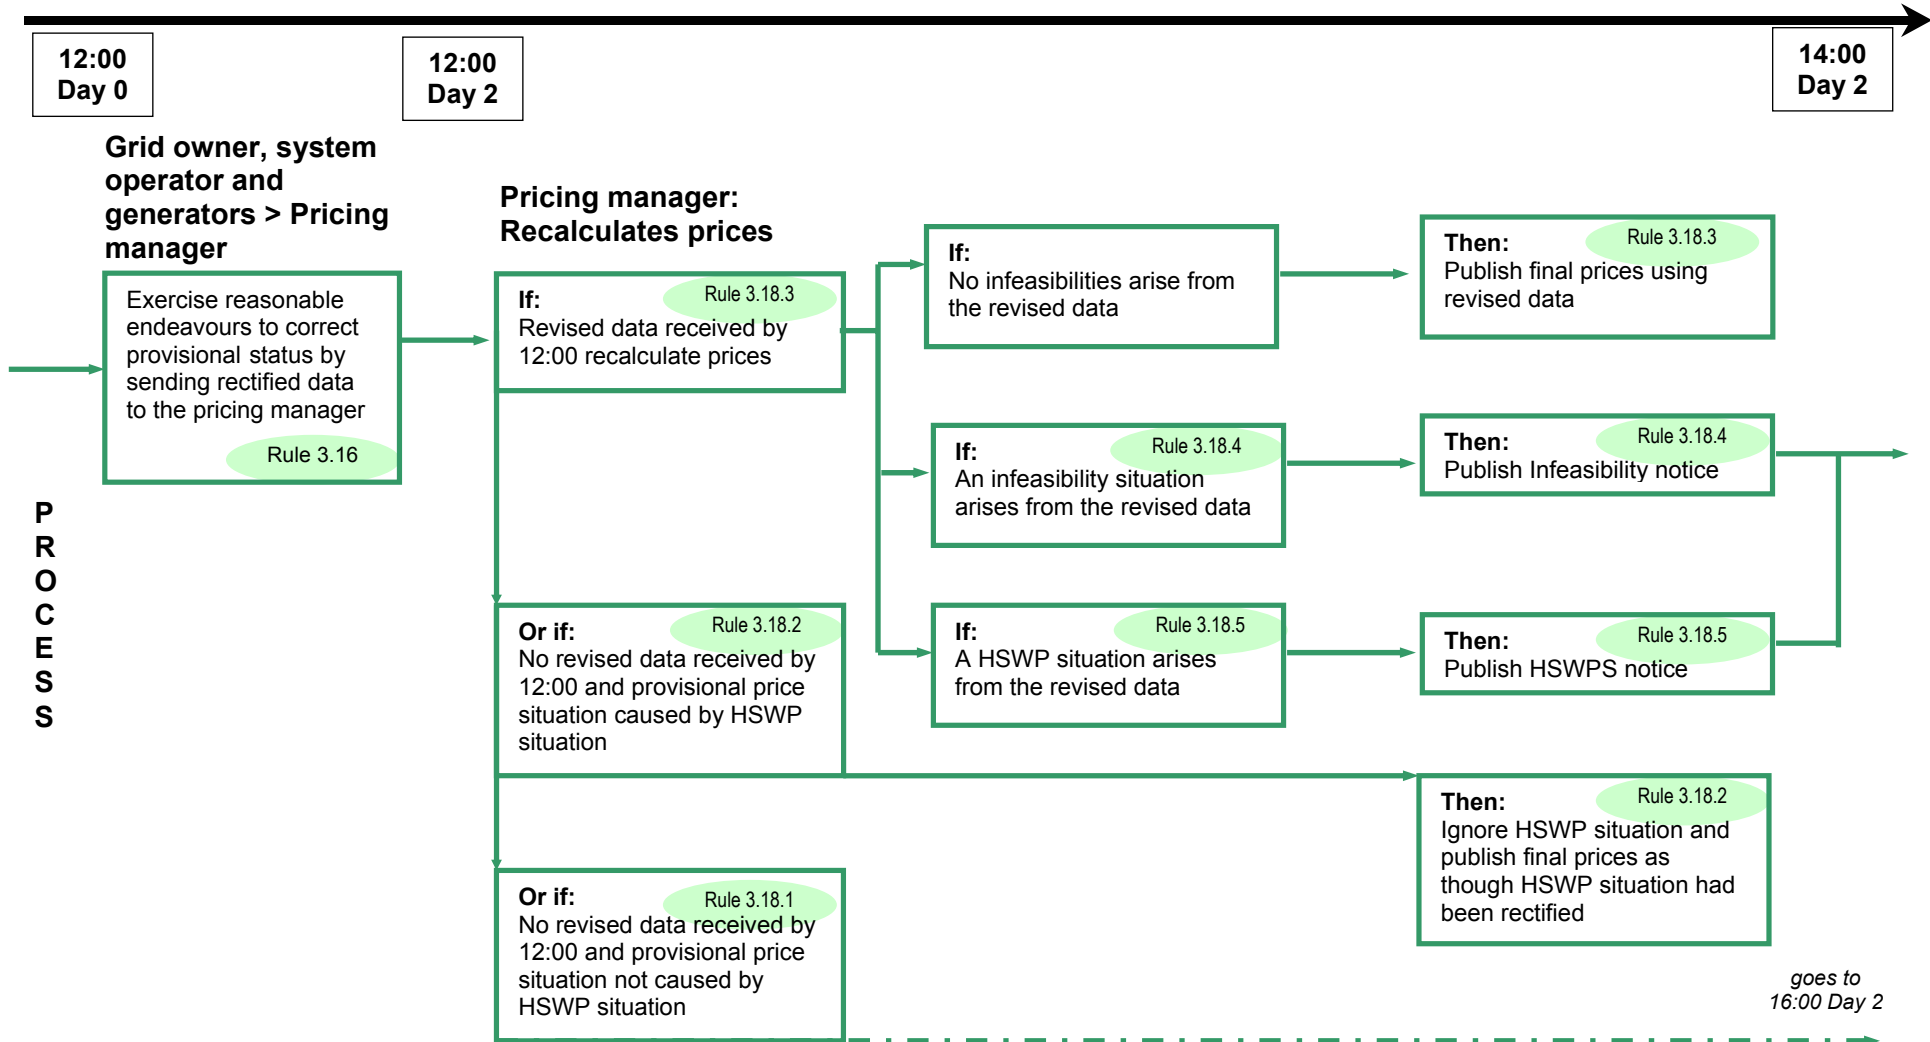 12:00
Day 0
12:00
Day 2
14:00
Day 2
Grid owner, system
operator and
generators > Pricing
manager
Exercise reasonable
endeavours to correct
provisional status by
sending rectified data
to the pricing manager
Rule 3.16
P
R
O
C
E
S
S
Pricing manager:
Recalculates prices
If:
Rule 3.18.3
Revised data received by
12:00 recalculate prices
If:
No infeasibilities arise from
the revised data
Then:
Rule 3.18.3
Publish final prices using
revised data
If:
Rule 3.18.4
An infeasibility situation
arises from the revised data
Then:
Rule 3.18.4
Publish Infeasibility notice
Or if:
Rule 3.18.2
No revised data received by
12:00 and provisional price
situation caused by HSWP
situation
If:
Rule 3.18.5
A HSWP situation arises
from the revised data
Then:
Rule 3.18.5
Publish HSWPS notice
Then:
Rule 3.18.2
Ignore HSWP situation and
publish final prices as
though HSWP situation had
been rectified
Or if:
Rule 3.18.1
No revised data received by
12:00 and provisional price
situation not caused by
HSWP situation
goes to
16:00 Day 2